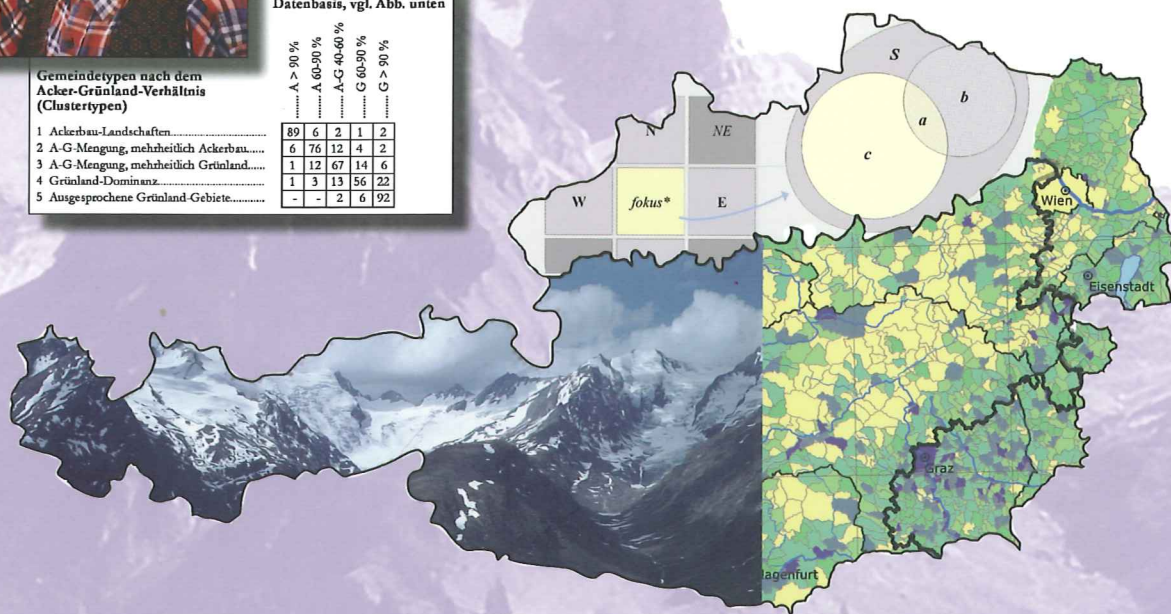 Datenbasis, vgl. Abb. unten
A > 90 %
A 60-90 %
A-G 40-60 %
G 60-90 %
G > 90 %
Gemeindetypen nach dem
Acker-Grünland-Verhältnis
(Clustertypen)
1 Ackerbau-Landschaften 89 6 2 1 2
2 A-G-Mengung, mehrheitlich Ackerbau 6 76 12 4 2
3 A-G-Mengung, mehrheitlich Grünland 1 12 67 14 6
4 Grünland-Dominanz 1 3 13 56 22
5 Ausgesprochene Grünland-Gebiete - - 2 6 92
N NE
W fokus* E
S
b
a
c
Wien
Eisenstadt
Graz
lagenfurt